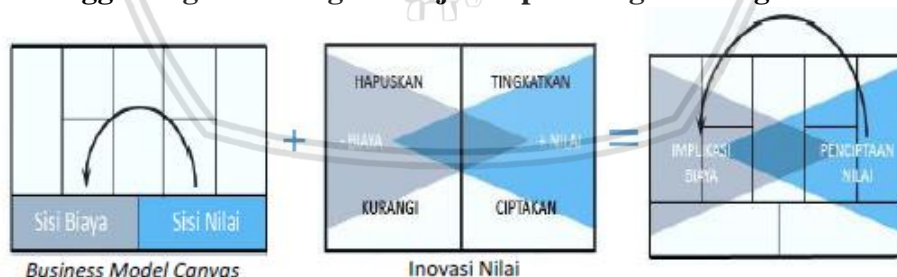 HAPUSKAN
TINGKATKAN
- BIAYA
+ NILAI
KURANGI
CIPTAKAN
+
=
IMPLIKASI
BIAYA
PENCIPTAAN
NILAI
Sisi Biaya
Sisi Nilai
Business Model Canvas
Inovasi Nilai